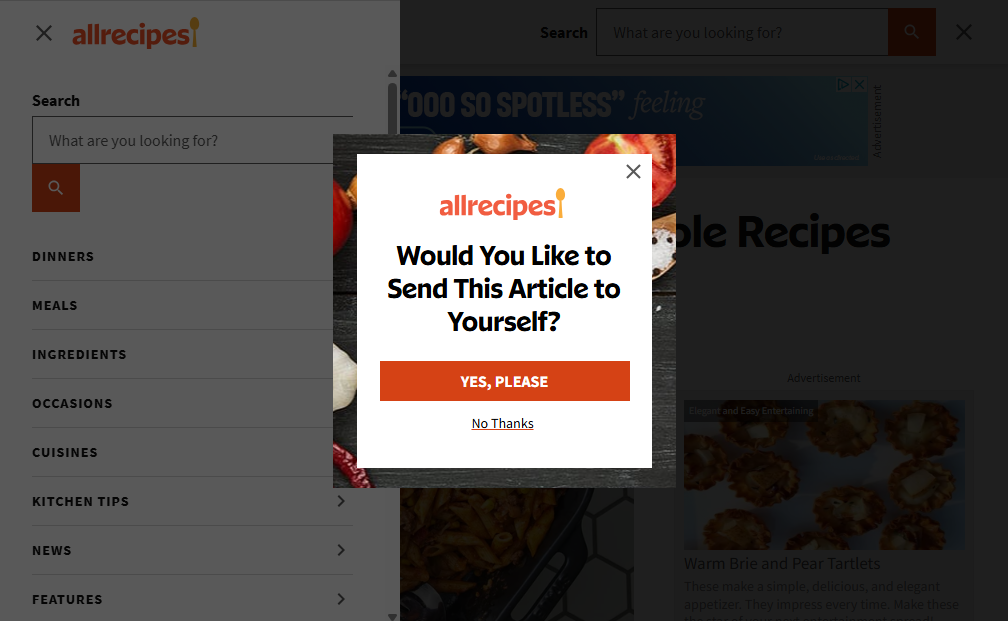 allrecipes
Search
What are you looking for?
DINNERS
MEALS
INGREDIENTS
OCCASIONS
CUISINES
KITCHEN TIPS
NEWS
FEATURES
Search
What are you looking for?
“OOO SO SPOTLESS” feeling
Advertisement
allrecipes
Would You Like to
Send This Article to
Yourself?
YES, PLEASE
No Thanks
Recipes
Advertisement
Elegant and Easy Entertaining
Warm Brie and Pear Tartlets
These make a simple, delicious, and elegant
appetizer. They impress every time. Make these